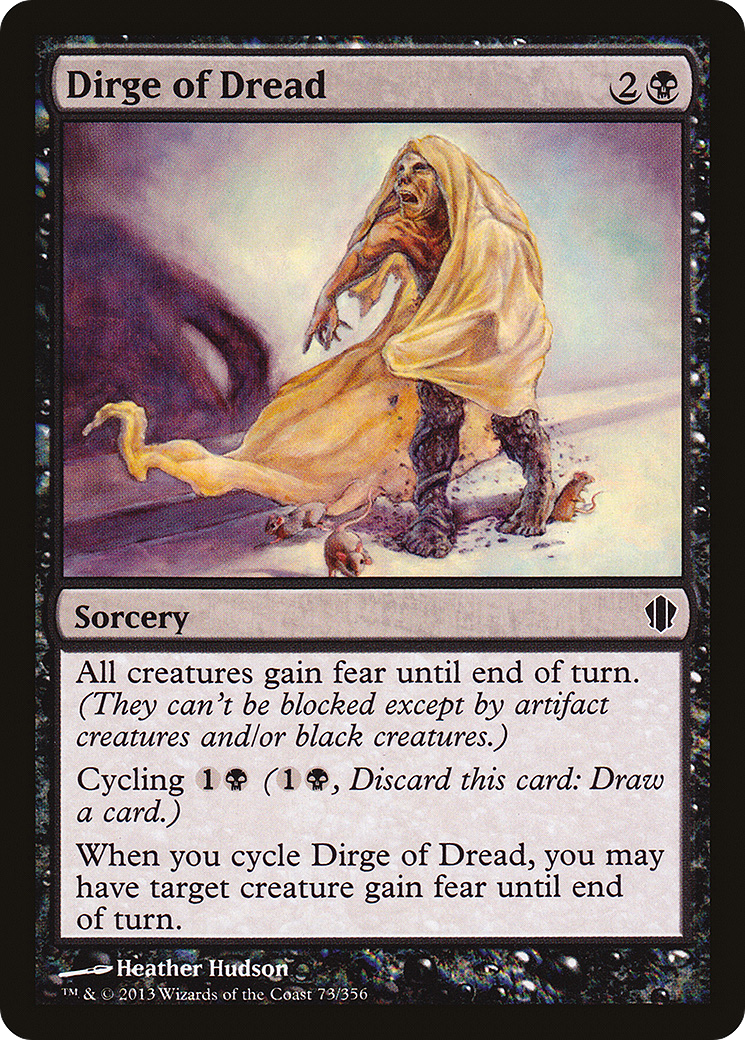 Dirge of Dread 2
Sorcery
All creatures gain fear until end of turn.
(They can't be blocked except by artifact
creatures and/or black creatures.)
Cycling 1 (1, Discard this card: Draw
a card.)
When you cycle Dirge of Dread, you may
have target creature gain fear until end
of turn.
Heather Hudson
™ & © 2013 Wizards of the Coast 73/356